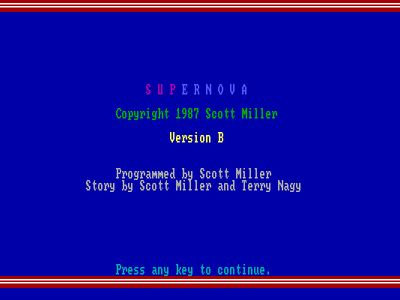 S U P E R N O V A
Copyright 1987 Scott Miller
Version B
Programmed by Scott Miller
Story by Scott Miller and Terry Nagy
Press any key to continue.